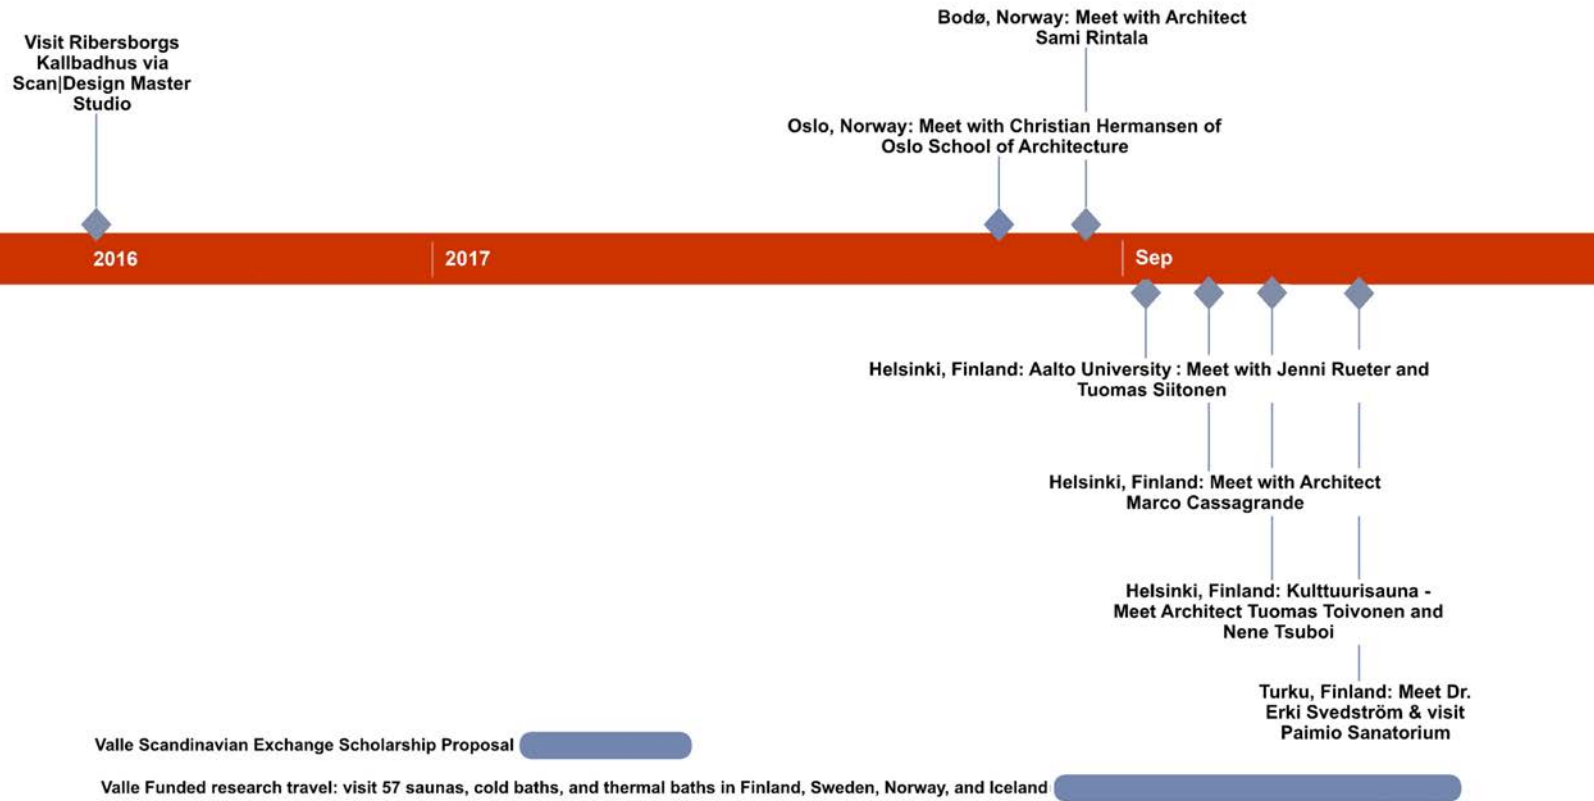 Visit Ribersborgs
Kallbadhus via
Scan|Design Master
Studio
Bodø, Norway: Meet with Architect
Sami Rintala
Oslo, Norway: Meet with Christian Hermansen of
Oslo School of Architecture
2016
2017
Sep
Helsinki, Finland: Aalto University : Meet with Jenni Rueter and
Tuomas Siitonen
Helsinki, Finland: Meet with Architect
Marco Cassagrande
Helsinki, Finland: Kulttuurisauna -
Meet Architect Tuomas Toivonen and
Nene Tsuboi
Turku, Finland: Meet Dr.
Erki Svedström & visit
Paimio Sanatorium
Valle Scandinavian Exchange Scholarship Proposal
Valle Funded research travel: visit 57 saunas, cold baths, and thermal baths in Finland, Sweden, Norway, and Iceland